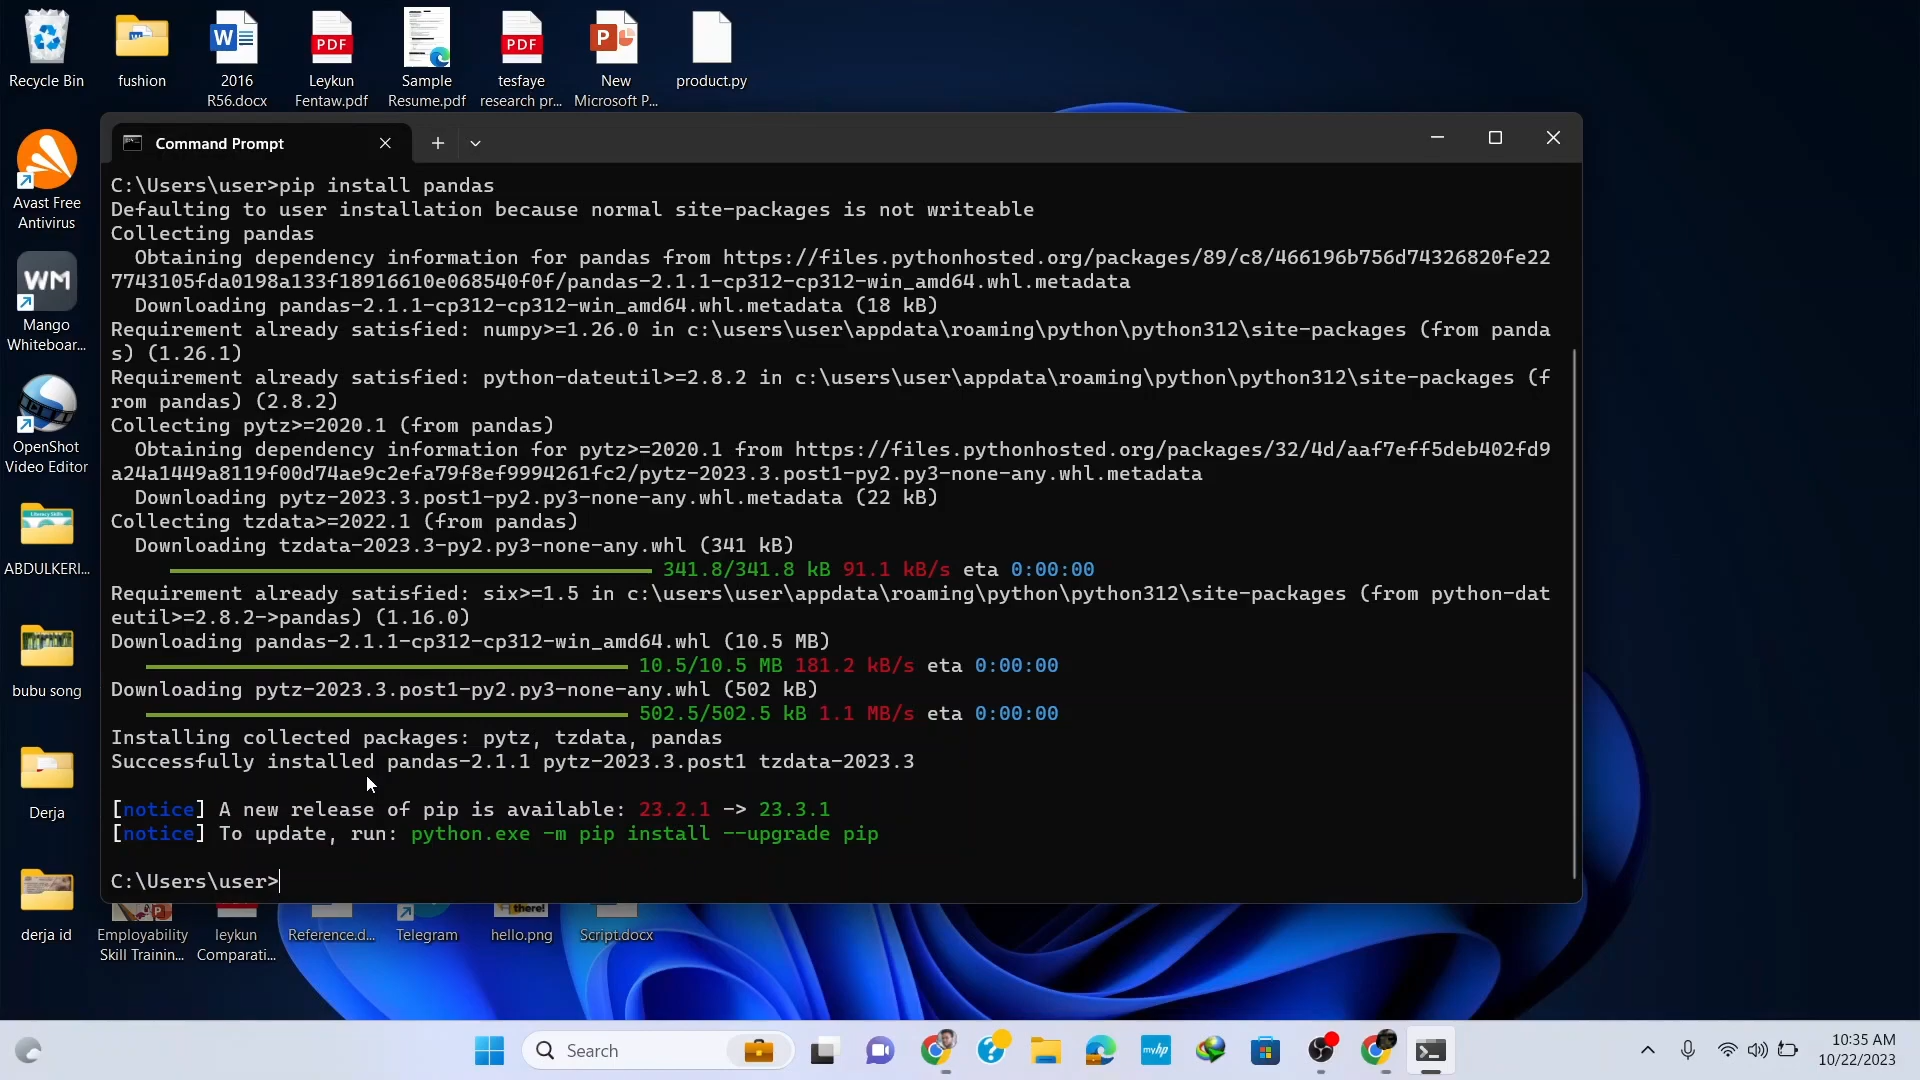 Recycle Bin
fushion
2016
R56.docx
Leykun
Fentaw.pdf
Sample
Resume.pdf
tesfaye
research pr...
New
Microsoft P...
product.py
W
PDF
PDF
P
Avast Free
Antivirus
WM
Mango
Whiteboar...
OpenShot
Video Editor
ABDULKERI...
bubu song
Derja
derja id
Command Prompt
C:\Users\user>pip install pandas
Defaulting to user installation because normal site-packages is not writeable
Collecting pandas
Obtaining dependency information for pandas from https://files.pythonhosted.org/packages/89/c8/466196b756d74326820fe22
7743105fda0198a133f18916610e068540f0f/pandas-2.1.1-cp312-cp312-win_amd64.whl.metadata
Downloading pandas-2.1.1-cp312-cp312-win_amd64.whl.metadata (18 kB)
Requirement already satisfied: numpy>=1.26.0 in c:\users\user\appdata\roaming\python\python312\site-packages (from panda
s) (1.26.1)
Requirement already satisfied: python-dateutil>=2.8.2 in c:\users\user\appdata\roaming\python\python312\site-packages (f
rom pandas) (2.8.2)
Collecting pytz>=2020.1 (from pandas)
Obtaining dependency information for pytz>=2020.1 from https://files.pythonhosted.org/packages/32/4d/aaf7eff5deb402fd9
a24a1449a8119f00d74ae9c2efa79f8ef9994261fc2/pytz-2023.3.post1-py2.py3-none-any.whl.metadata
Downloading pytz-2023.3.post1-py2.py3-none-any.whl.metadata (22 kB)
Collecting tzdata>=2022.1 (from pandas)
Downloading tzdata-2023.3-py2.py3-none-any.whl (341 kB)
341.8/341.8 kB 91.1 kB/s eta 0:00:00
Requirement already satisfied: six>=1.5 in c:\users\user\appdata\roaming\python\python312\site-packages (from python-dat
eutil>=2.8.2->pandas) (1.16.0)
Downloading pandas-2.1.1-cp312-cp312-win_amd64.whl (10.5 MB)
10.5/10.5 MB 181.2 kB/s eta 0:00:00
Downloading pytz-2023.3.post1-py2.py3-none-any.whl (502 kB)
502.5/502.5 kB 1.1 MB/s eta 0:00:00
Installing collected packages: pytz, tzdata, pandas
Successfully installed pandas-2.1.1 pytz-2023.3.post1 tzdata-2023.3
[notice] A new release of pip is available: 23.2.1 -> 23.3.1
[notice] To update, run: python.exe -m pip install --upgrade pip
C:\Users\user>
there!
Employability
Skill Trainin...
leykun
Comparati...
Reference.d...
Telegram
hello.png
Script.docx
Search
myhp
10:35 AM
10/22/2023